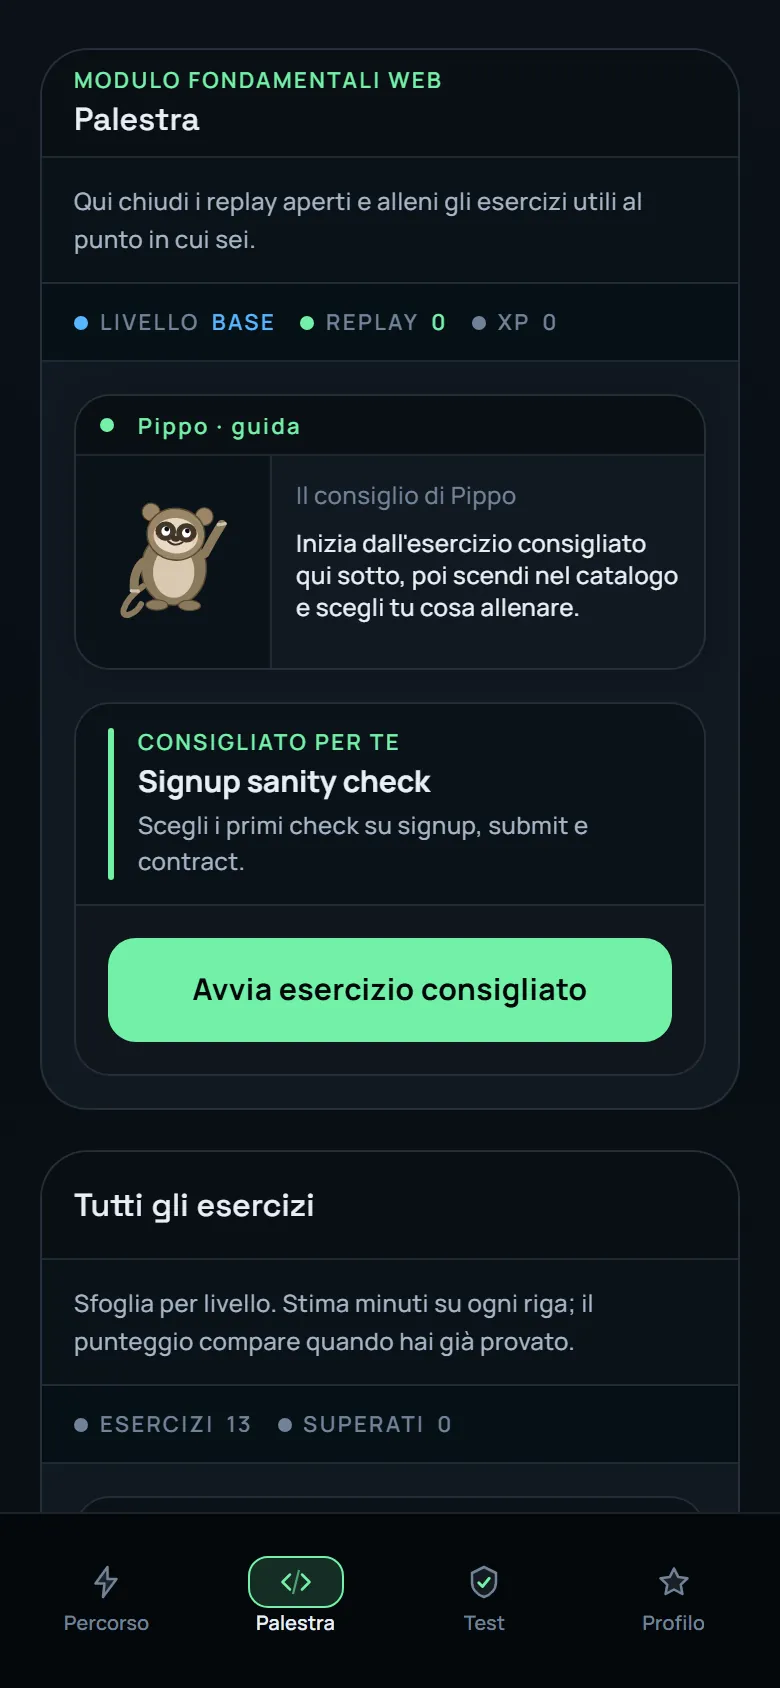 MODULO FONDAMENTALI WEB
Palestra
Qui chiudi i replay aperti e alleni gli esercizi utili al
punto in cui sei.
LIVELLO BASE REPLAY 0 XP 0
Pippo · guida
Il consiglio di Pippo
Inizia dall'esercizio consigliato
qui sotto, poi scendi nel catalogo
e scegli tu cosa allenare.
CONSIGLIATO PER TE
Signup sanity check
Scegli i primi check su signup, submit e
contract.
Avvia esercizio consigliato
Tutti gli esercizi
Sfoglia per livello. Stima minuti su ogni riga; il
punteggio compare quando hai già provato.
ESERCIZI 13 SUPERATI 0
Percorso Palestra Test Profilo